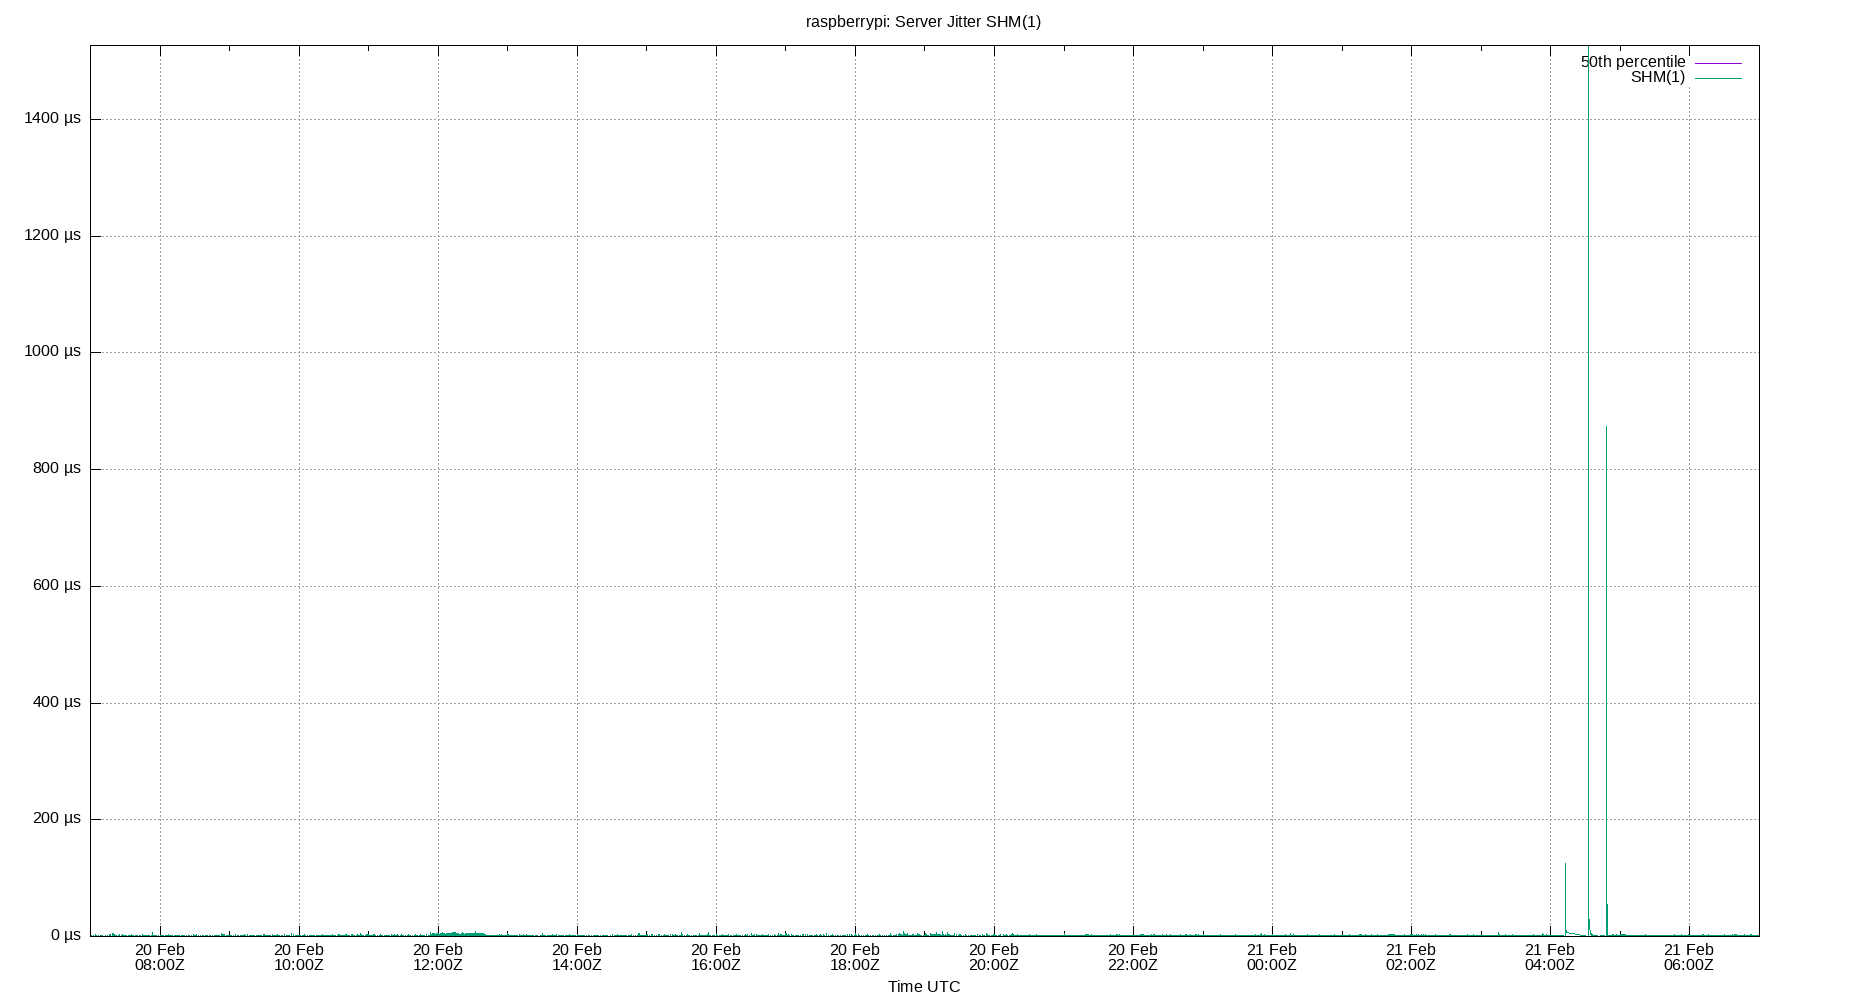 raspberrypi: Server Jitter SHM(1)
50th percentile
SHM(1)
1400 µs
1200 µs
1000 µs
800 µs
600 µs
400 µs
200 µs
0 µs
20 Feb 20 Feb 20 Feb 20 Feb 20 Feb 20 Feb 20 Feb 20 Feb 21 Feb 21 Feb 21 Feb 21 Feb
08:00Z 10:00Z 12:00Z 14:00Z 16:00Z 18:00Z 20:00Z 22:00Z 00:00Z 02:00Z 04:00Z 06:00Z
Time UTC